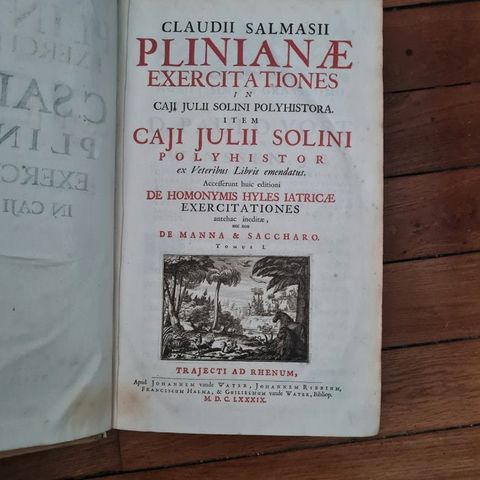 CLAUDII SALMASII
PLINIANÆ
EXERCITATIONES
IN
CAJI JULII SOLINI POLYHISTORA.
ITEM
CAJI JULII SOLINI
POLYHISTOR
ex Veteribus Libris emendatus.
Accesserunt huic editioni
DE HOMONYMIS HYLES IATRICÆ
EXERCITATIONES
antehac ineditæ,
nec non
DE MANNA & SACCHARO.
Tomus I.
TRAJECTI AD RHENUM,
Apud JOHANNEM vande WATER, JOHANNEM RIBBIUM,
FRANCISCUM HALMA, & GUILIELMUM vande WATER, Bibliop.
M. D. C. LXXXIX.